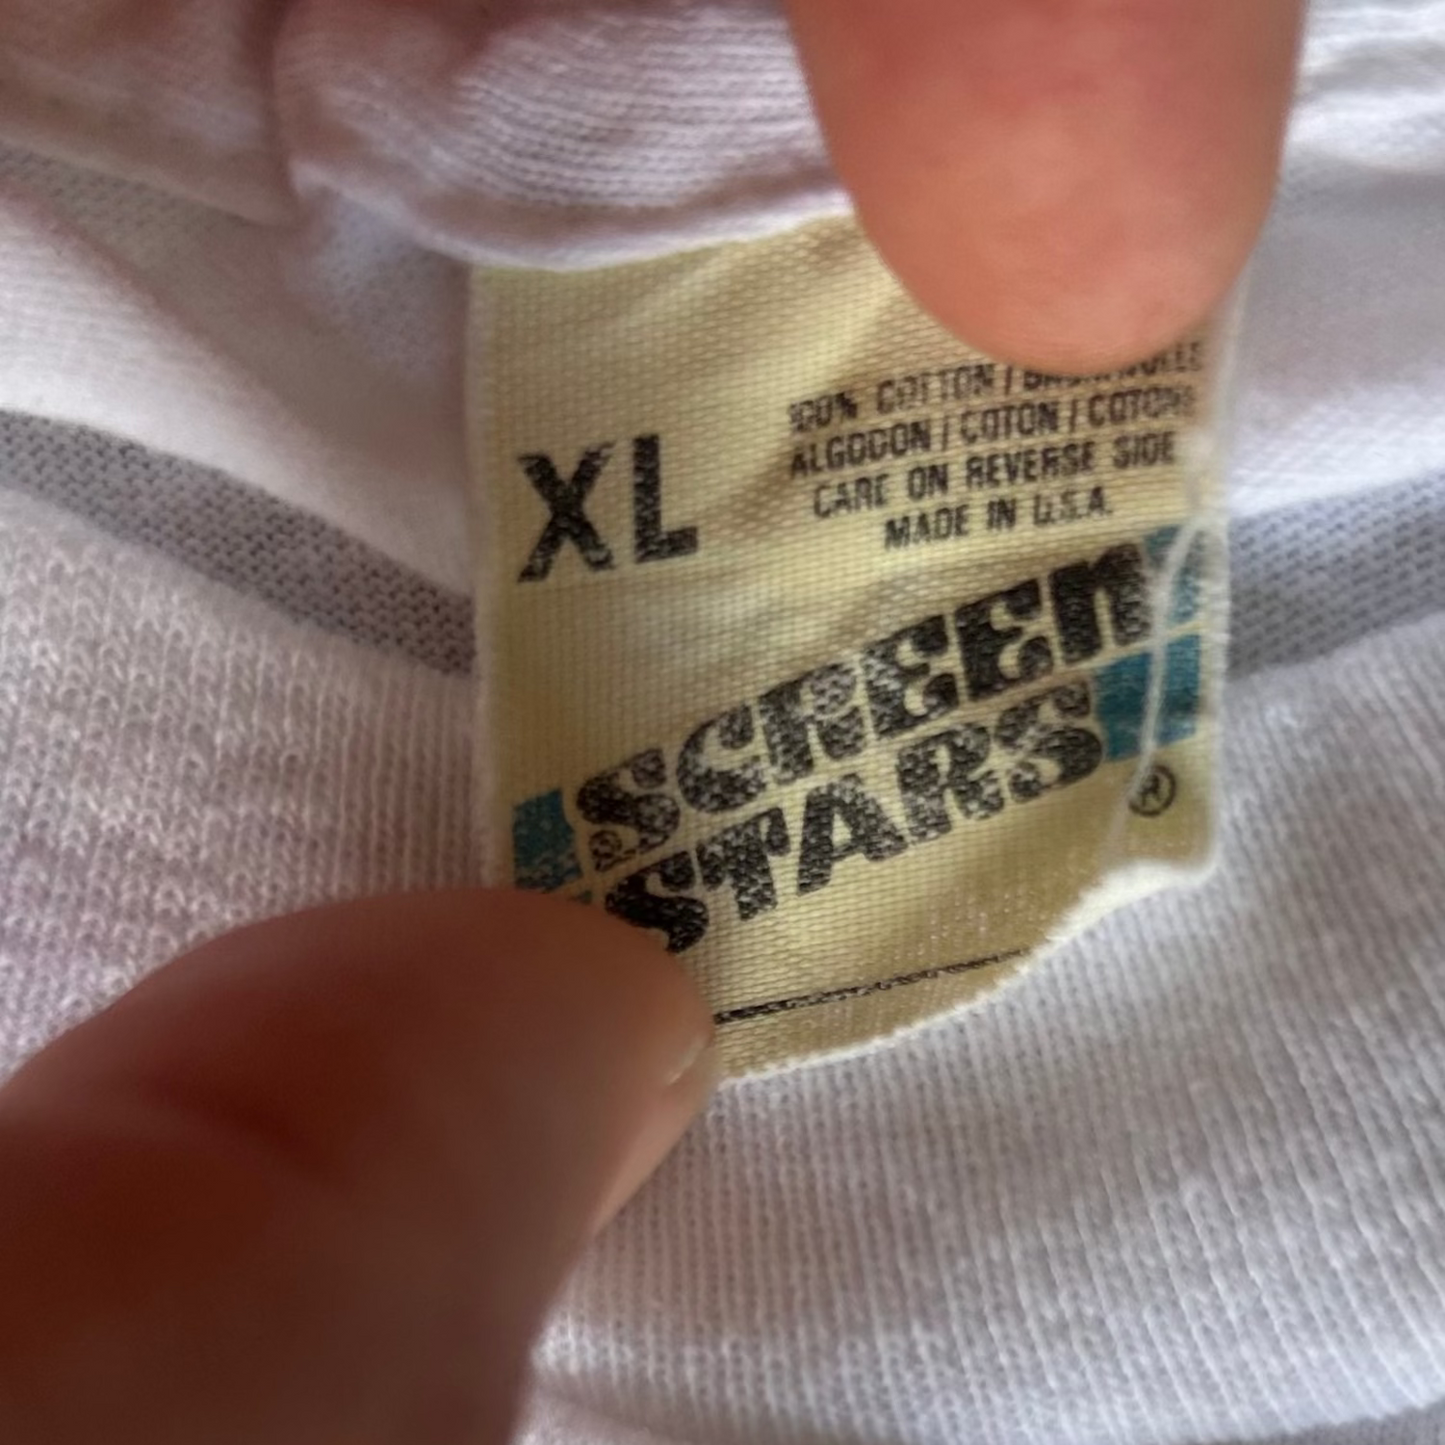 XL
100% COTTON /
ALGODON / COTON / COTONE
CARE ON REVERSE SIDE
MADE IN U.S.A.
SCREEN
® STARS ®